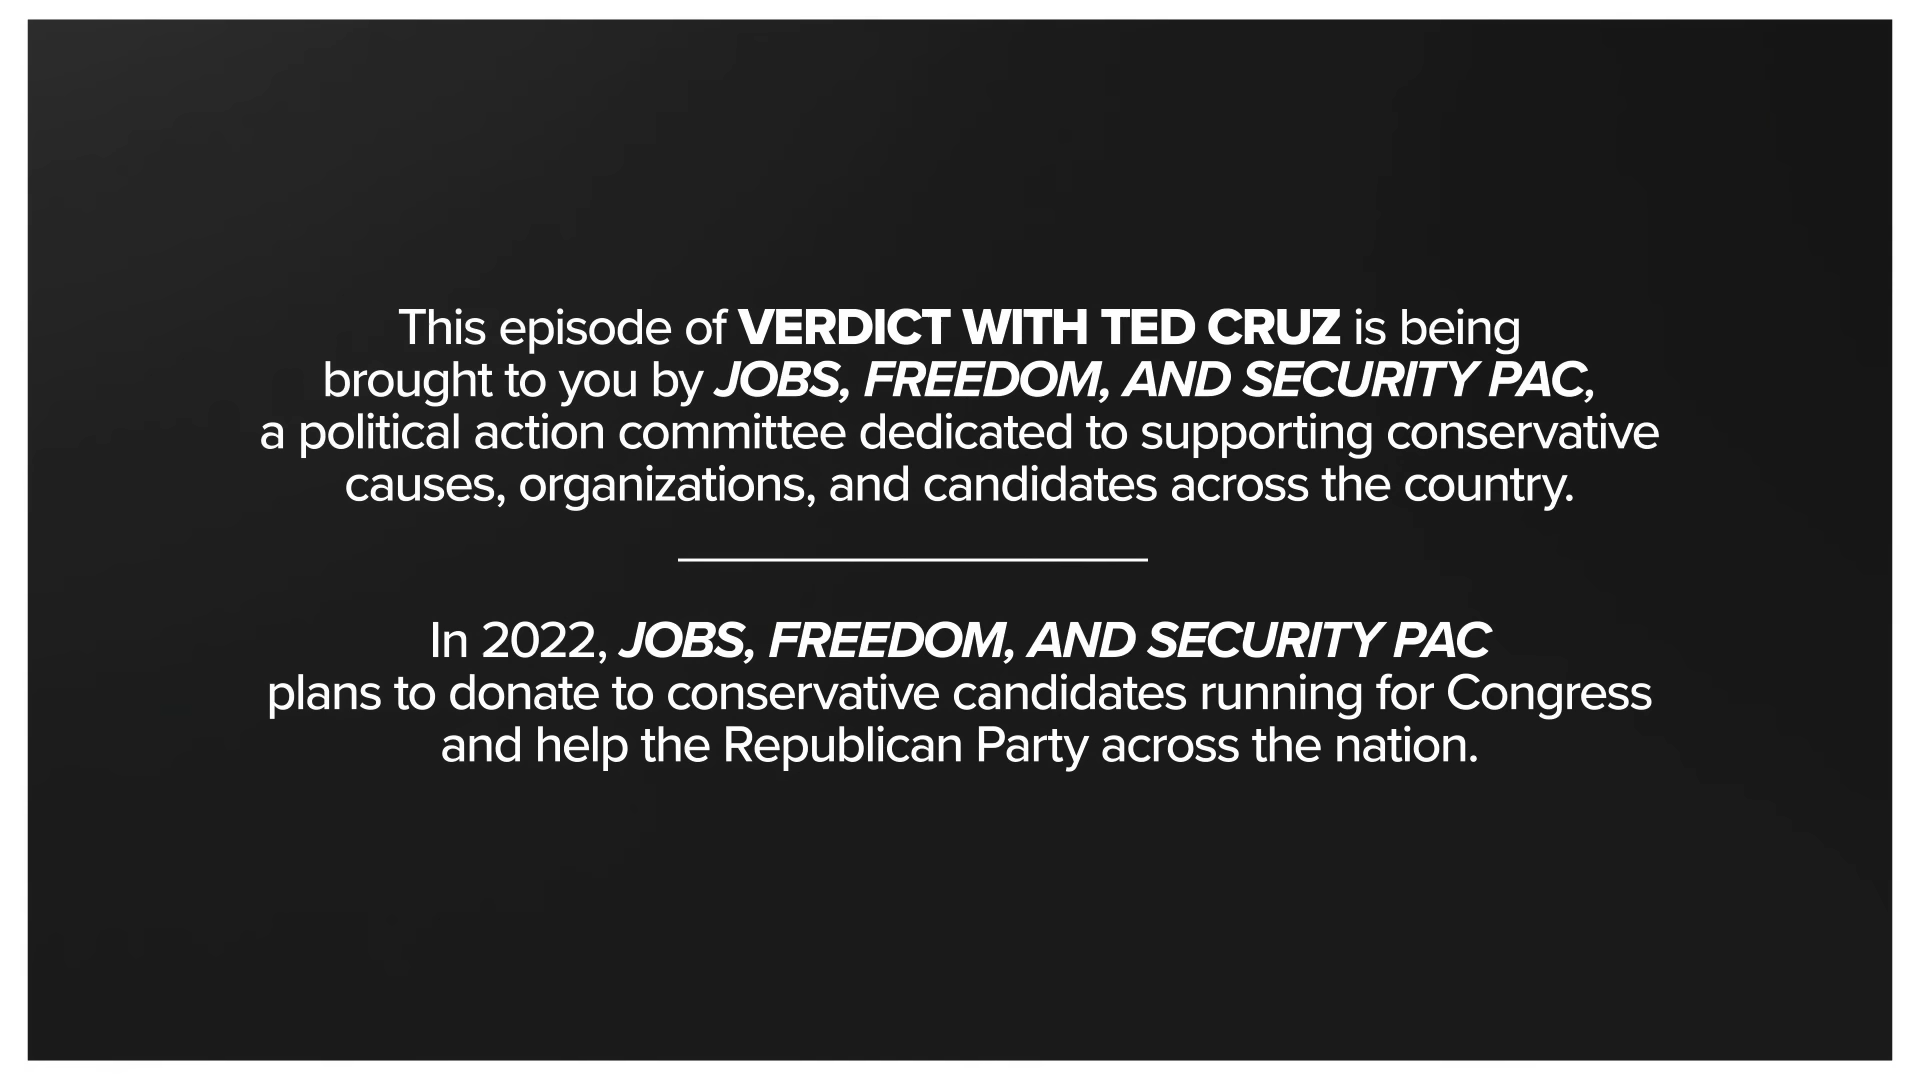 This episode of VERDICT WITH TED CRUZ is being
brought to you by JOBS, FREEDOM, AND SECURITY PAC,
a political action committee dedicated to supporting conservative
causes, organizations, and candidates across the country.
In 2022, JOBS, FREEDOM, AND SECURITY PAC
plans to donate to conservative candidates running for Congress
and help the Republican Party across the nation.